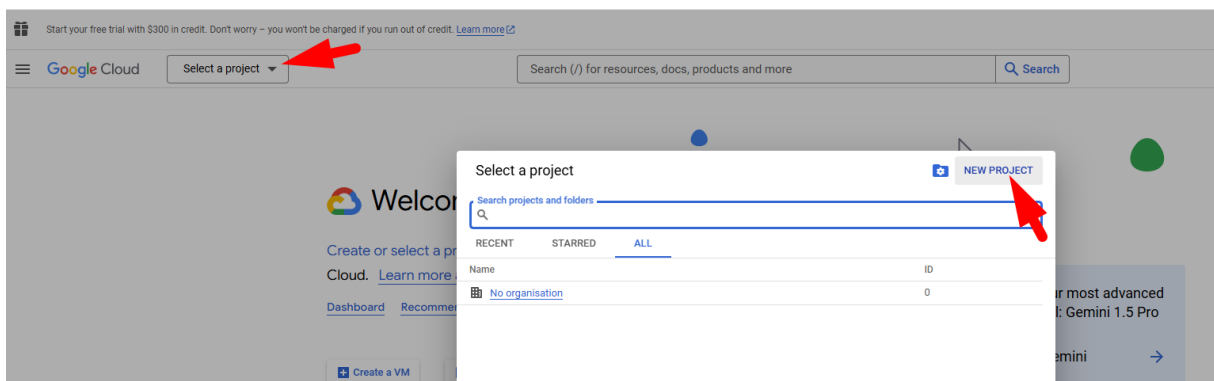 Start your free trial with $300 in credit. Don't worry – you won't be charged if you run out of credit. Learn more
Google Cloud
Select a project
Search (/) for resources, docs, products and more
Search
Select a project
NEW PROJECT
Welcor
Search projects and folders
Create or select a pr
RECENT STARRED ALL
Cloud. Learn more
Name ID
No organisation 0
Dashboard Recommer
ur most advanced
l: Gemini 1.5 Pro
emini
Create a VM